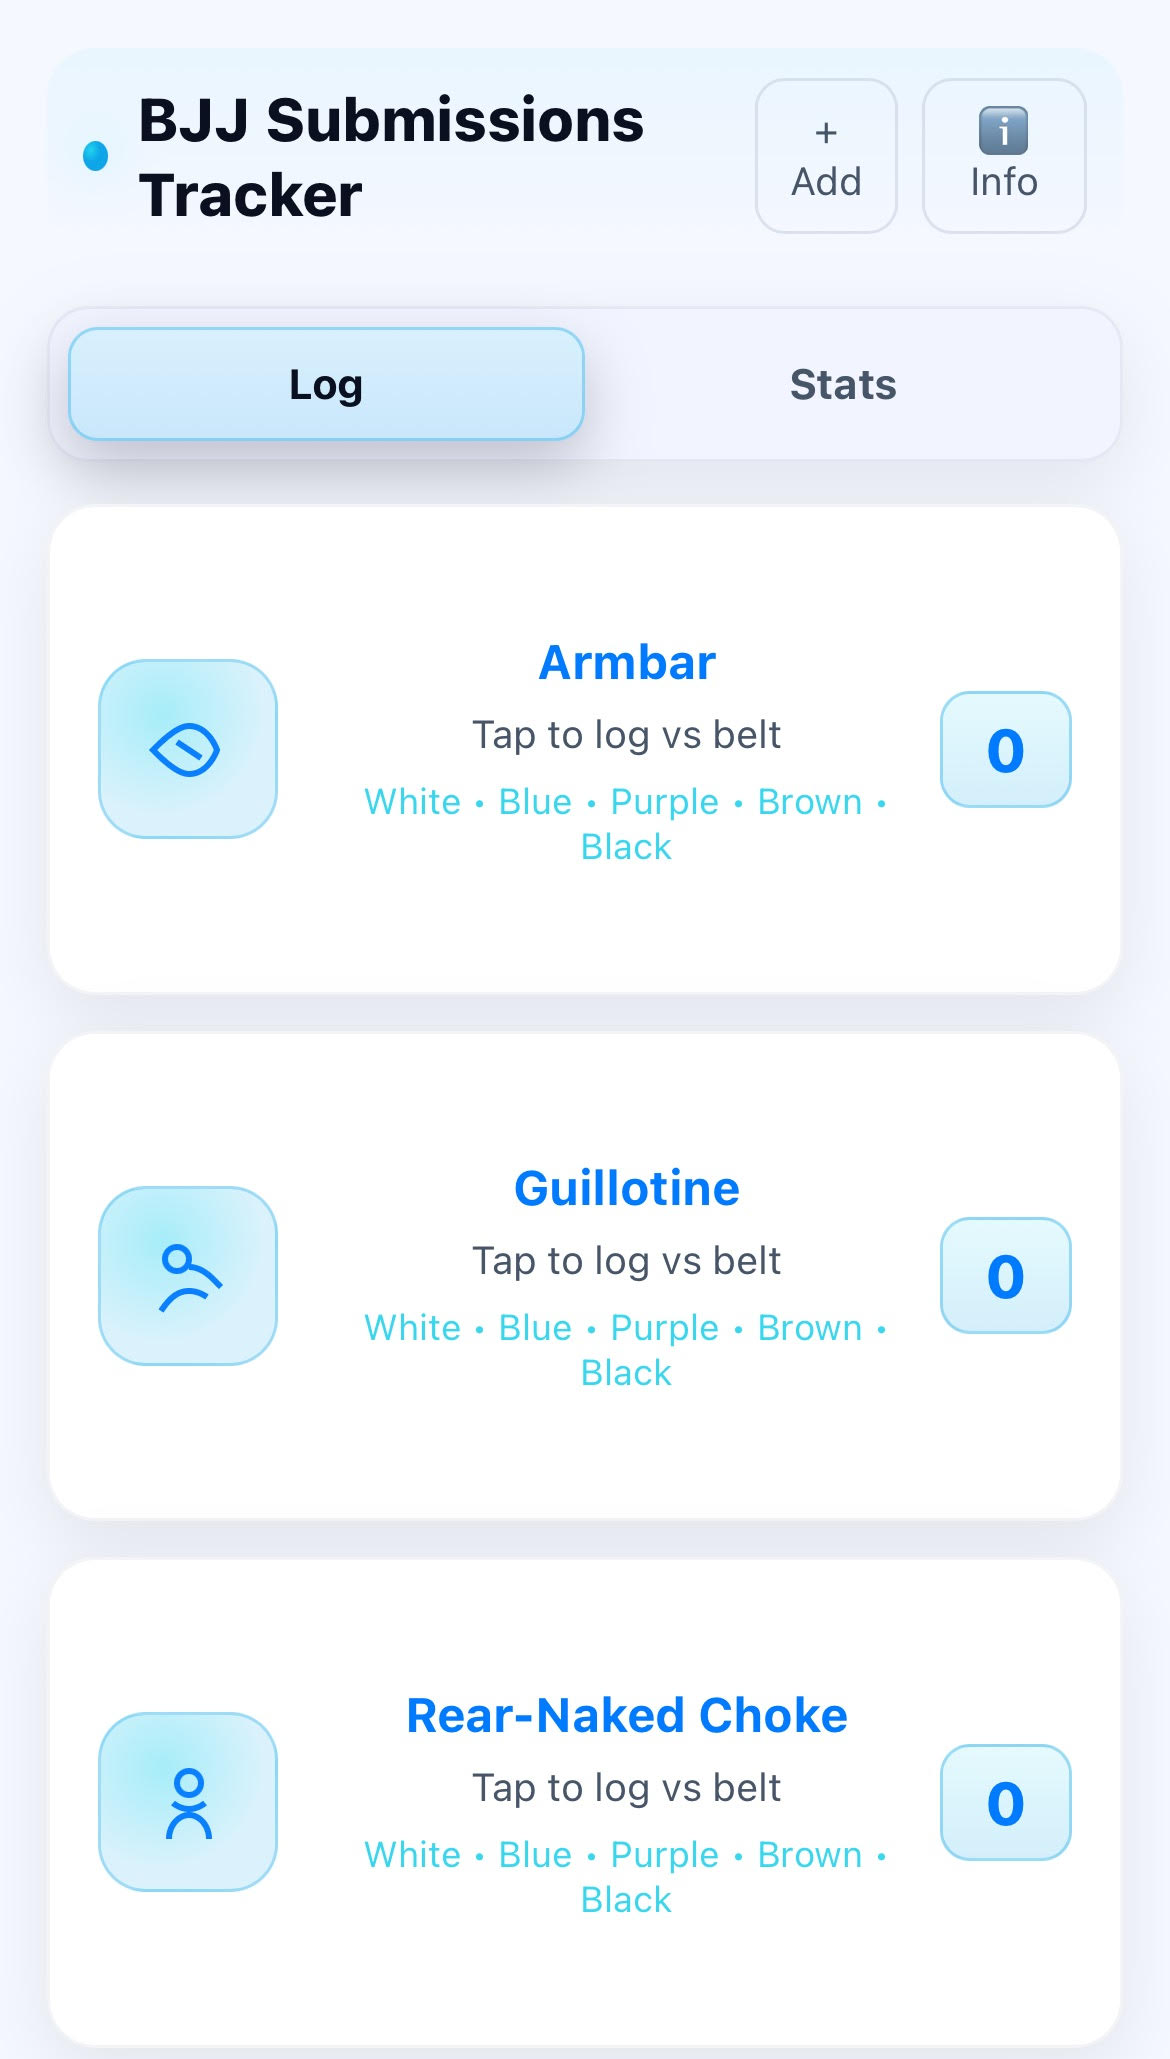 BJJ Submissions
Tracker
+
Add
i
Info
Log
Stats
Armbar
Tap to log vs belt
White • Blue • Purple • Brown •
Black
0
Guillotine
Tap to log vs belt
White • Blue • Purple • Brown •
Black
0
Rear-Naked Choke
Tap to log vs belt
White • Blue • Purple • Brown •
Black
0